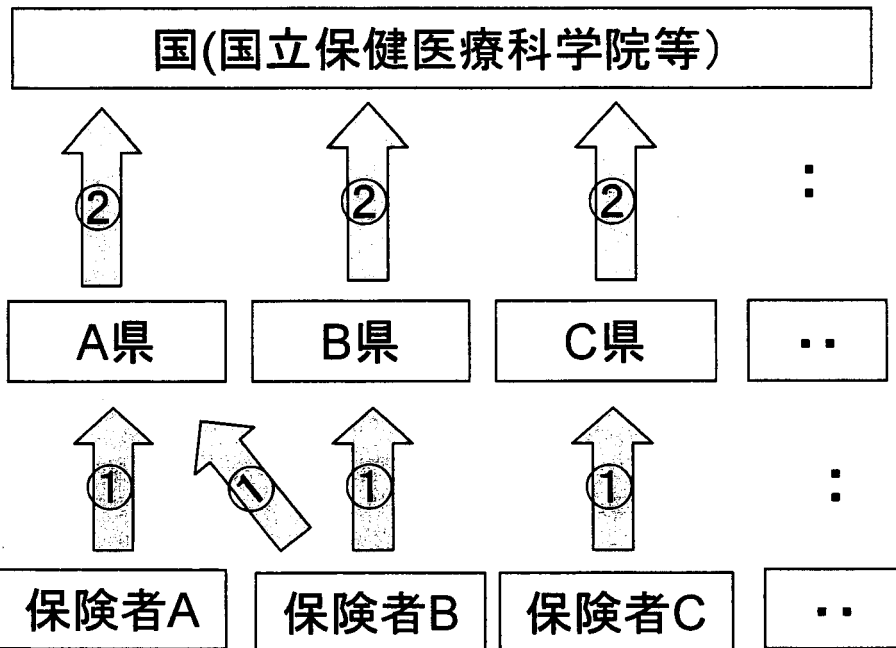 国(国立保健医療科学院等)
② ② ② :
A県 B県 C県 ・・
① ① ① ① :
保険者A 保険者B 保険者C ・・